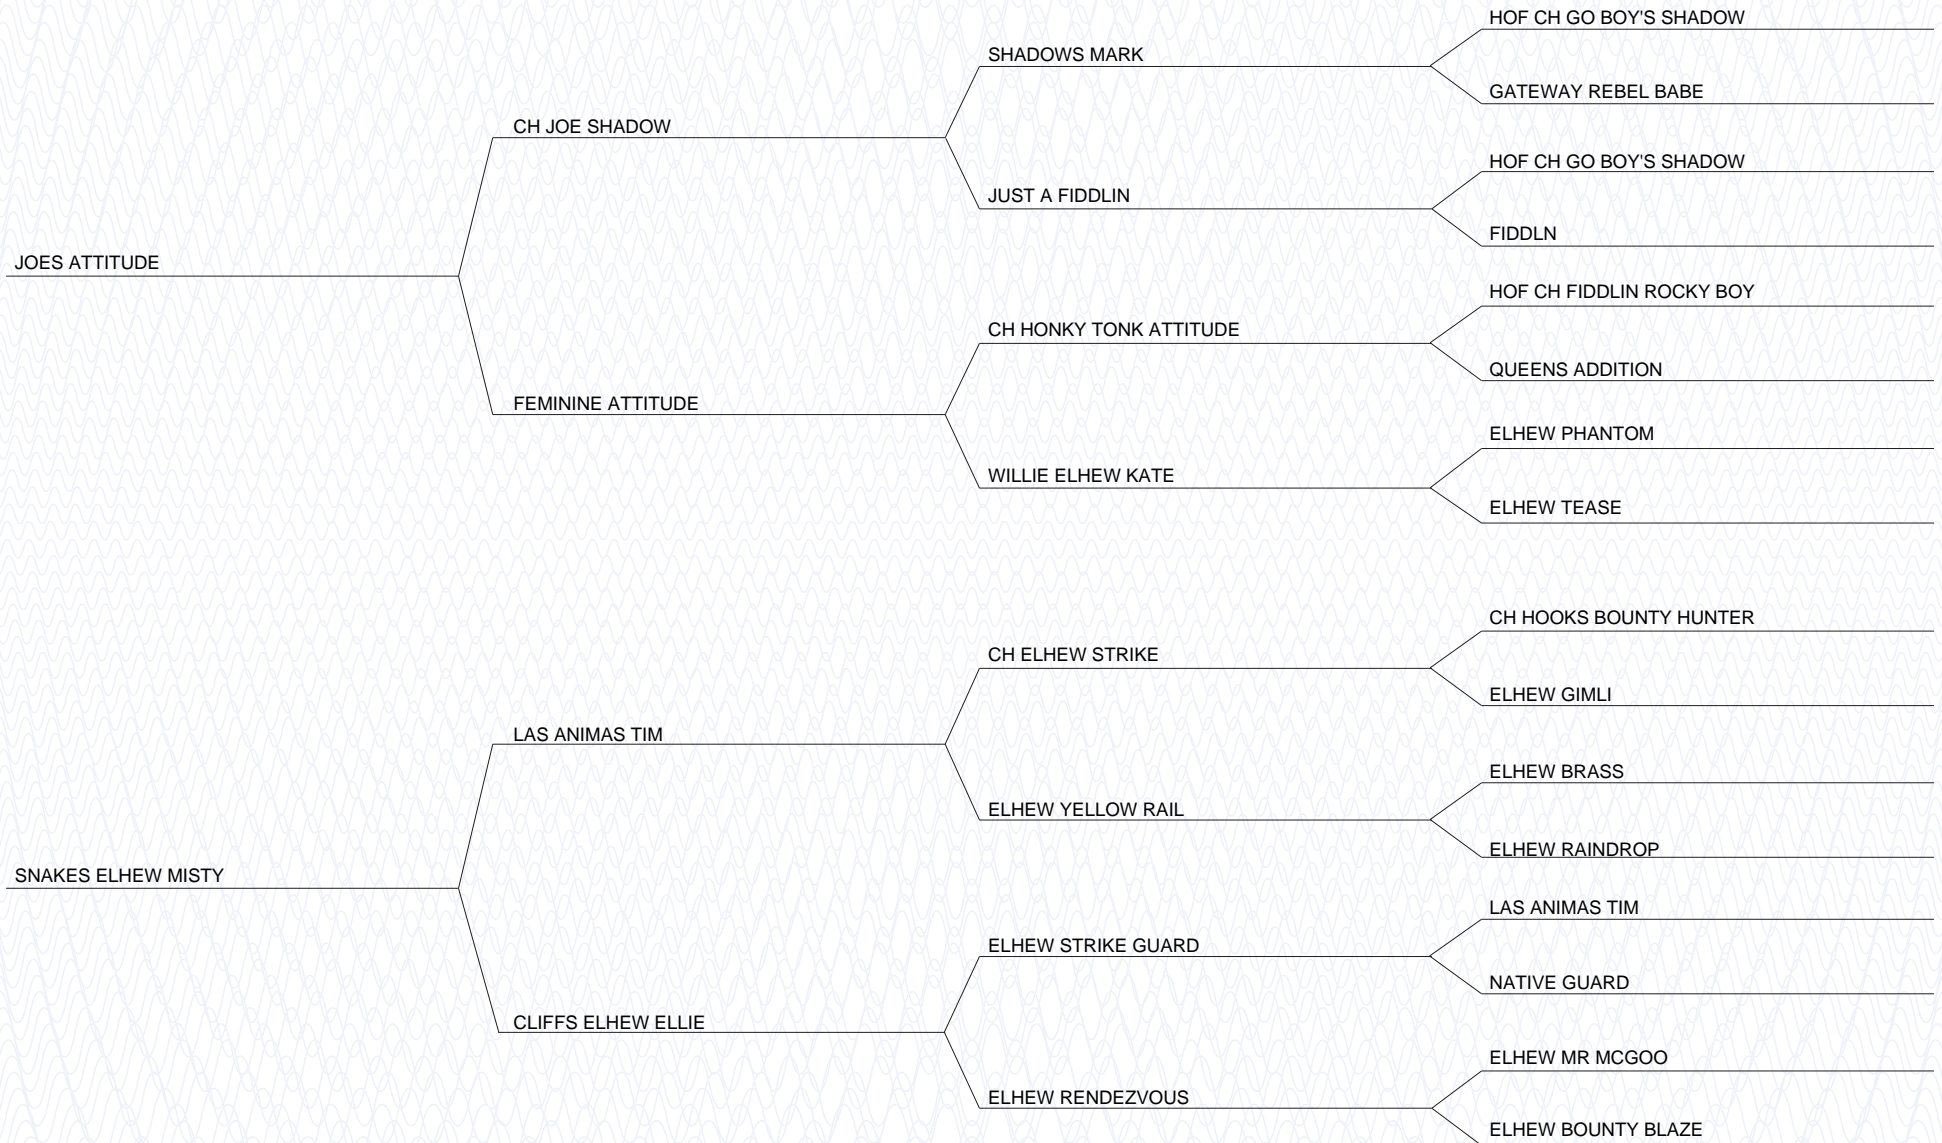 HOF CH GO BOY'S SHADOW
SHADOWS MARK
GATEWAY REBEL BABE
CH JOE SHADOW
HOF CH GO BOY'S SHADOW
JUST A FIDDLIN
FIDDLN
JOES ATTITUDE
HOF CH FIDDLIN ROCKY BOY
CH HONKY TONK ATTITUDE
QUEENS ADDITION
FEMININE ATTITUDE
ELHEW PHANTOM
WILLIE ELHEW KATE
ELHEW TEASE
CH HOOKS BOUNTY HUNTER
CH ELHEW STRIKE
ELHEW GIMLI
LAS ANIMAS TIM
ELHEW BRASS
ELHEW YELLOW RAIL
ELHEW RAINDROP
SNAKES ELHEW MISTY
LAS ANIMAS TIM
ELHEW STRIKE GUARD
NATIVE GUARD
CLIFFS ELHEW ELLIE
ELHEW MR MCGOO
ELHEW RENDEZVOUS
ELHEW BOUNTY BLAZE